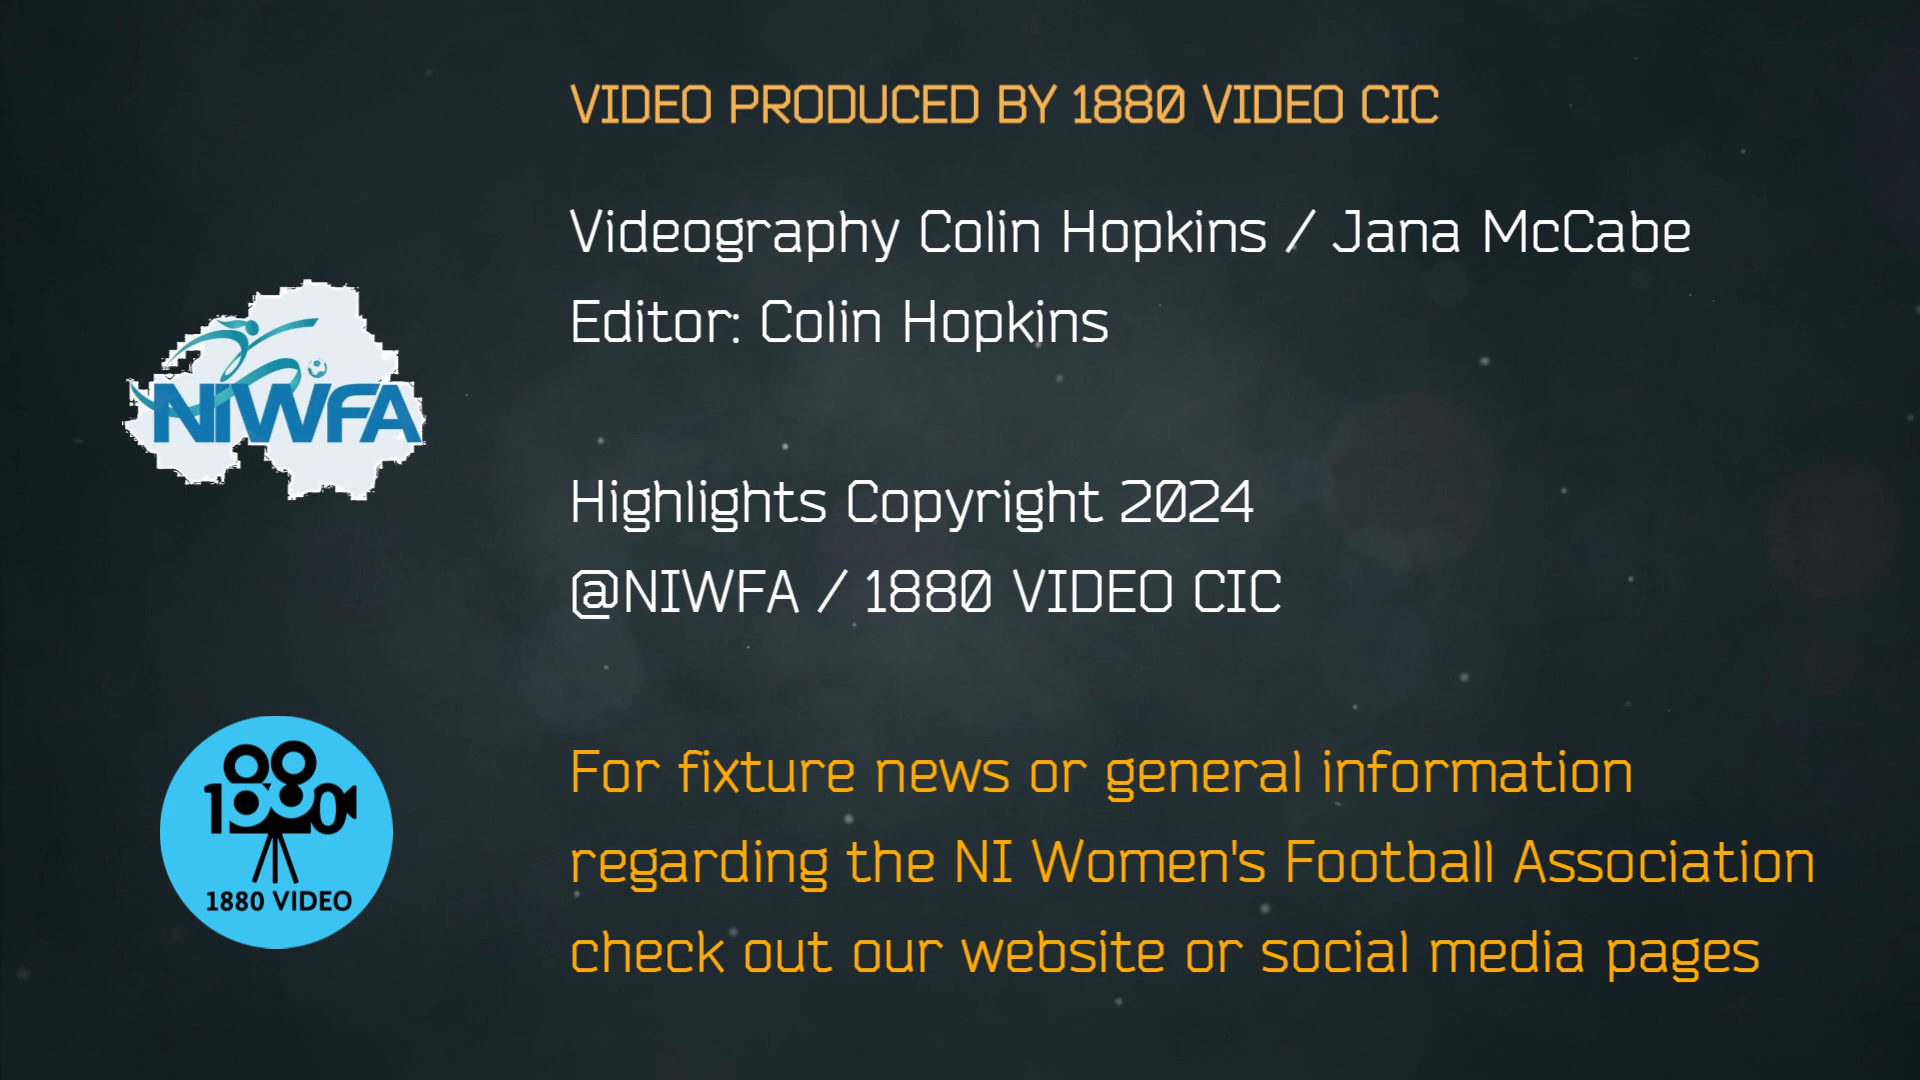 VIDEO PRODUCED BY 1880 VIDEO CIC
Videography Colin Hopkins / Jana McCabe
Editor: Colin Hopkins
NIWFA
Highlights Copyright 2024
@NIWFA / 1880 VIDEO CIC
1880
1880 VIDEO
For fixture news or general information
regarding the NI Women's Football Association
check out our website or social media pages